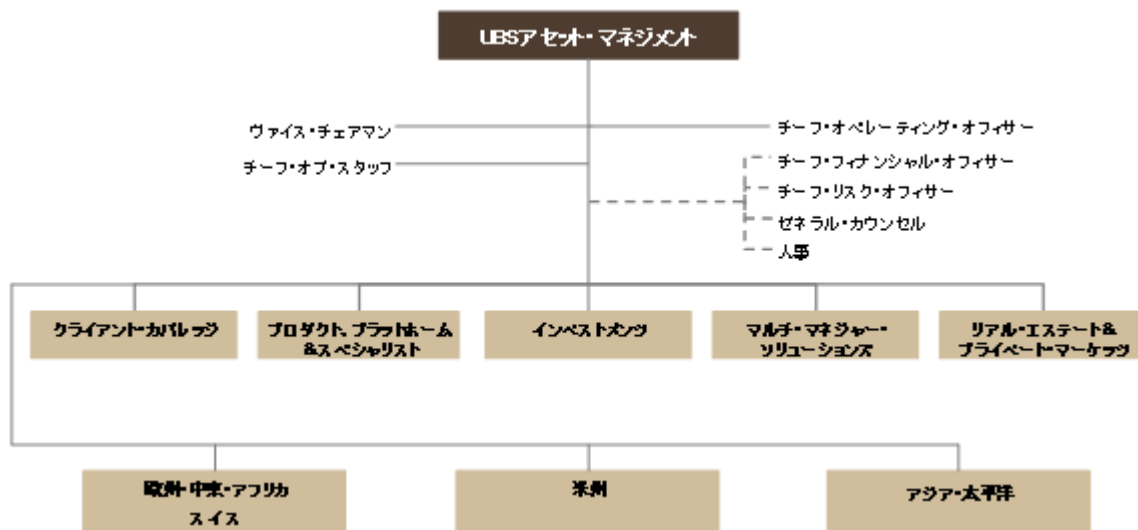 UBSアセット・マネジメント
ヴァイス・チェアマン
チーフ・オペレーティング・オフィサー
チーフ・オブ・スタッフ
チーフ・フィナンシャル・オフィサー
チーフ・リスク・オフィサー
ゼネラル・カウンセル
人事
クライアント・カバレッジ
プロダクト、プラットホーム
&スペシャリスト
インベストメンツ
マルチ・マネジャー・
ソリューションズ
リアル・エステート&
プライベート・マーケッツ
欧州・中東・アフリカ
スイス
米州
アジア・太平洋